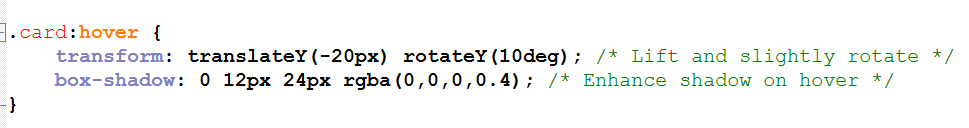 .card:hover {
    transform: translateY(-20px) rotateY(10deg); /* Lift and slightly rotate */
    box-shadow: 0 12px 24px rgba(0,0,0,0.4); /* Enhance shadow on hover */
}